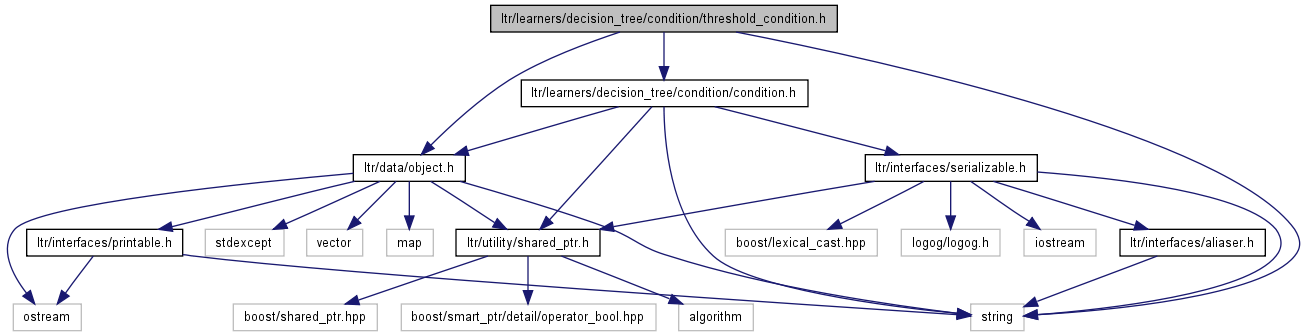 ltr/learners/decision_tree/condition/threshold_condition.h
ltr/learners/decision_tree/condition/condition.h
ltr/data/object.h
ltr/interfaces/serializable.h
ltr/interfaces/printable.h
stdexcept
vector
map
ltr/utility/shared_ptr.h
boost/lexical_cast.hpp
logog/logog.h
iostream
ltr/interfaces/aliaser.h
ostream
boost/shared_ptr.hpp
boost/smart_ptr/detail/operator_bool.hpp
algorithm
string